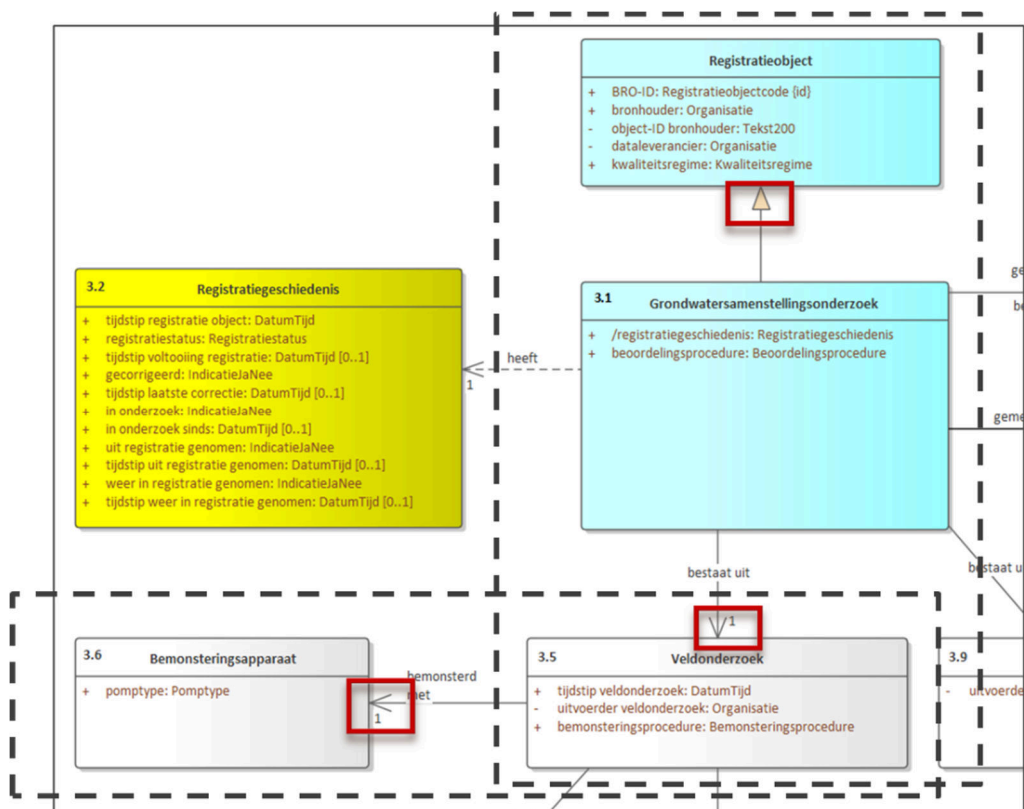 Registratieobject
+ BRO-ID: Registratieobjectcode {id}
+ bronhouder: Organisatie
- object-ID bronhouder: Tekst200
- dataleverancier: Organisatie
+ kwaliteitsregime: Kwaliteitsregime
3.2
Registratiegeschiedenis
+ tijdstip registratie object: DatumTijd
+ registratiestatus: Registratiestatus
+ tijdstip voltooiing registratie: DatumTijd [0..1]
+ gecorrigeerd: IndicatieJaNee
+ tijdstip laatste correctie: DatumTijd [0..1]
+ in onderzoek: IndicatieJaNee
+ in onderzoek sinds: DatumTijd [0..1]
+ uit registratie genomen: IndicatieJaNee
+ tijdstip uit registratie genomen: DatumTijd [0..1]
+ weer in registratie genomen: IndicatieJaNee
+ tijdstip weer in registratie genomen: DatumTijd [0..1]
heeft
1
3.1
Grondwatersamenstellingsonderzoek
+ /registratiegeschiedenis: Registratiegeschiedenis
+ beoordelingsprocedure: Beoordelingsprocedure
ge
be
geme
bestaat uit
bestaat u
1
3.6
Bemonsteringsapparaat
+ pomptype: Pomptype
bemonsterd
met
1
3.5
Veldonderzoek
+ tijdstip veldonderzoek: DatumTijd
- uitvoerder veldonderzoek: Organisatie
+ bemonsteringsprocedure: Bemonsteringsprocedure
3.9
- uitvoerde